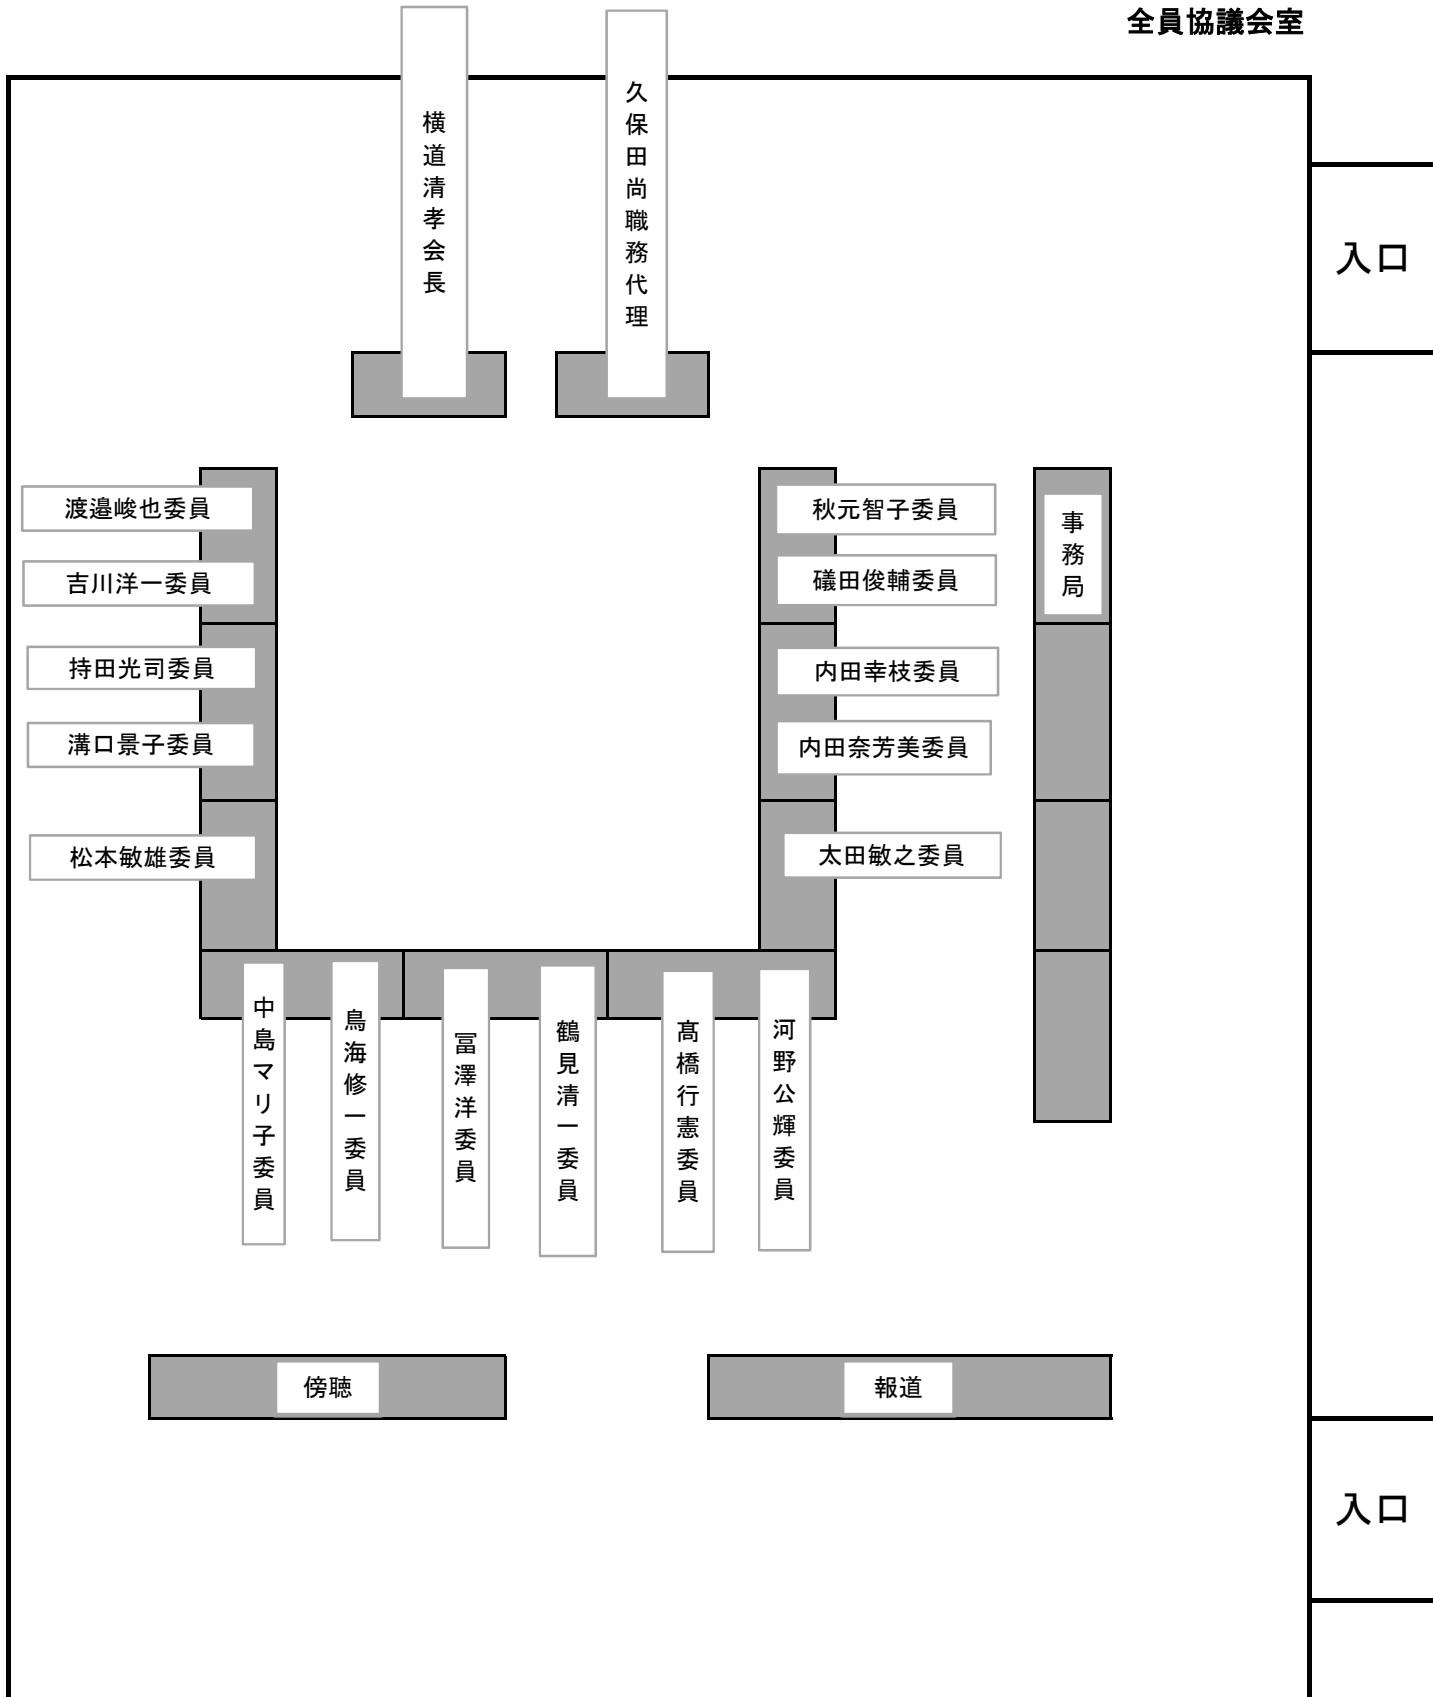 全員協議会室
横道清孝会長
久保田尚職務代理
入口
渡邉峻也委員
秋元智子委員
事務局
吉川洋一委員
礒田俊輔委員
持田光司委員
内田幸枝委員
溝口景子委員
内田奈芳美委員
松本敏雄委員
太田敏之委員
中島マリ子委員
鳥海修一委員
冨澤洋委員
鶴見清一委員
髙橋行憲委員
河野公輝委員
傍聴
報道
入口